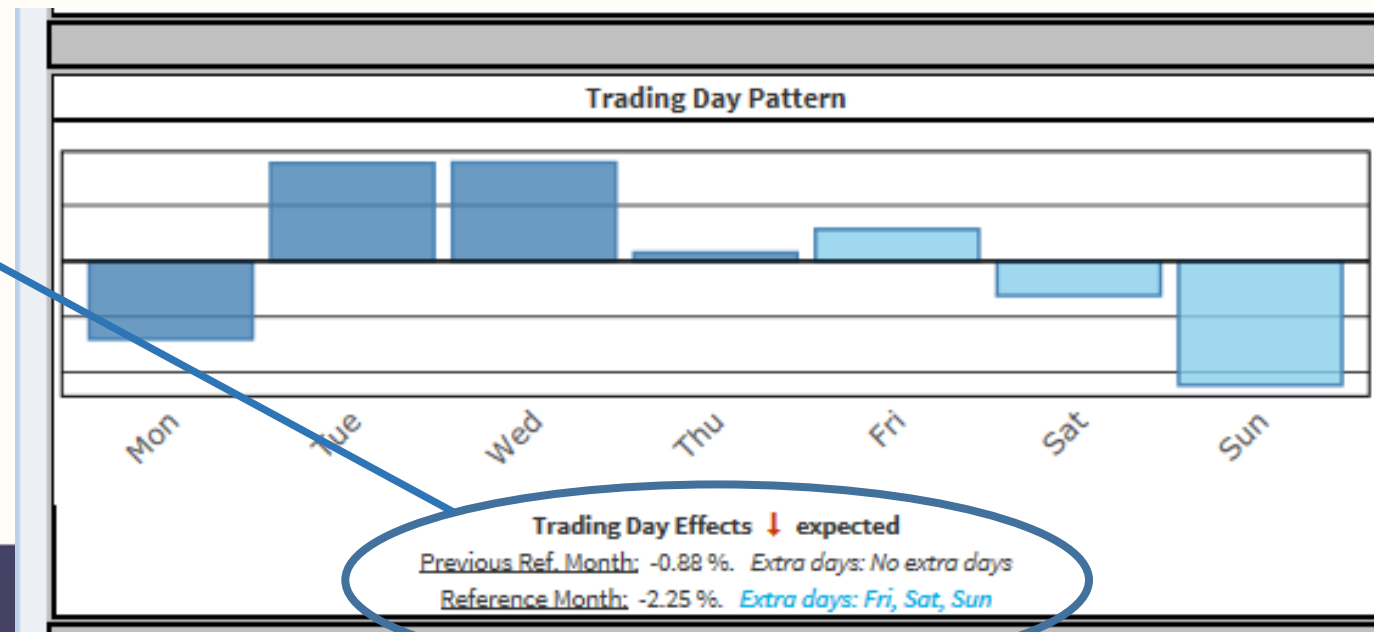 Trading Day Pattern
Mon Tue Wed Thu Fri Sat Sun
Trading Day Effects ↓ expected
Previous Ref. Month: -0.88 %. Extra days: No extra days
Reference Month: -2.25 %. Extra days: Fri, Sat, Sun